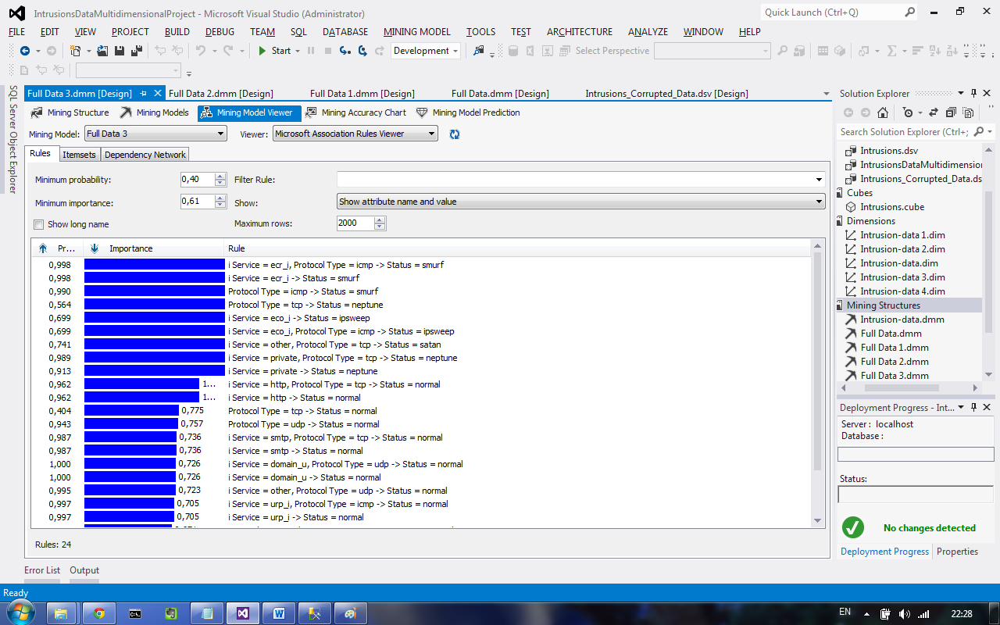 IntrusionsDataMultidimensionalProject - Microsoft Visual Studio (Administrator)
Quick Launch (Ctrl+Q)
FILE EDIT VIEW PROJECT BUILD DEBUG TEAM SQL DATABASE MINING MODEL TOOLS TEST ARCHITECTURE ANALYZE WINDOW HELP
Start Development Select Perspective
SQL Server Object Explorer
Full Data 3.dmm [Design] Full Data 2.dmm [Design] Full Data 1.dmm [Design] Full Data.dmm [Design] Intrusions_Corrupted_Data.dsv [Design]
Mining Structure Mining Models Mining Model Viewer Mining Accuracy Chart Mining Model Prediction
Mining Model: Full Data 3 Viewer: Microsoft Association Rules Viewer
Rules Itemsets Dependency Network
Minimum probability: 0,40 Filter Rule:
Minimum importance: 0,61 Show: Show attribute name and value
Show long name Maximum rows: 2000
Pr... Importance Rule
0,998 i Service = ecr_i, Protocol Type = icmp -> Status = smurf
0,998 i Service = ecr_i -> Status = smurf
0,990 Protocol Type = icmp -> Status = smurf
0,564 Protocol Type = tcp -> Status = neptune
0,699 i Service = eco_i -> Status = ipsweep
0,699 i Service = eco_i, Protocol Type = icmp -> Status = ipsweep
0,741 i Service = other, Protocol Type = tcp -> Status = satan
0,989 i Service = private, Protocol Type = tcp -> Status = neptune
0,913 i Service = private -> Status = neptune
0,962 1... i Service = http, Protocol Type = tcp -> Status = normal
0,962 1... i Service = http -> Status = normal
0,404 0,775 Protocol Type = tcp -> Status = normal
0,943 0,757 Protocol Type = udp -> Status = normal
0,987 0,736 i Service = smtp, Protocol Type = tcp -> Status = normal
0,987 0,736 i Service = smtp -> Status = normal
1,000 0,726 i Service = domain_u, Protocol Type = udp -> Status = normal
1,000 0,726 i Service = domain_u -> Status = normal
0,995 0,723 i Service = other, Protocol Type = udp -> Status = normal
0,997 0,705 i Service = urp_i, Protocol Type = icmp -> Status = normal
0,997 0,705 i Service = urp_i -> Status = normal
Rules: 24
Solution Explorer
Search Solution Explorer (Ctrl+;
Intrusions.dsv
IntrusionsDataMultidimension
Intrusions_Corrupted_Data.ds
Cubes
Intrusions.cube
Dimensions
Intrusion-data 1.dim
Intrusion-data 2.dim
Intrusion-data.dim
Intrusion-data 3.dim
Intrusion-data 4.dim
Mining Structures
Intrusion-data.dmm
Full Data.dmm
Full Data 1.dmm
Full Data 2.dmm
Full Data 3.dmm
Deployment Progress - Int...
Server : localhost
Database :
Status:
No changes detected
Deployment Progress Properties
Error List Output
Ready
EN 22:28